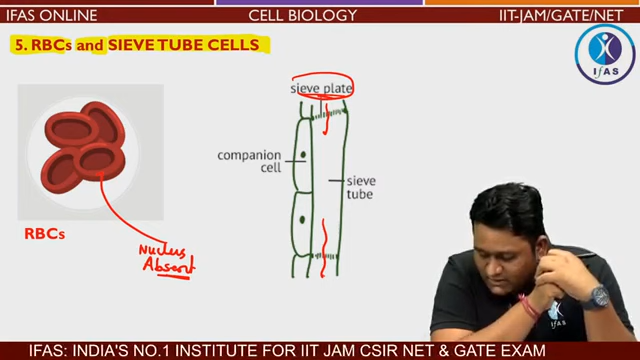 IFAS ONLINE CELL BIOLOGY IIT-JAM/GATE/NET
5. RBCs and SIEVE TUBE CELLS
IFAS
sieve plate
companion
cell
sieve
tube
RBCs
Nucleus
Absent
IFAS
IFAS: INDIA'S NO.1 INSTITUTE FOR IIT JAM CSIR NET & GATE EXAM